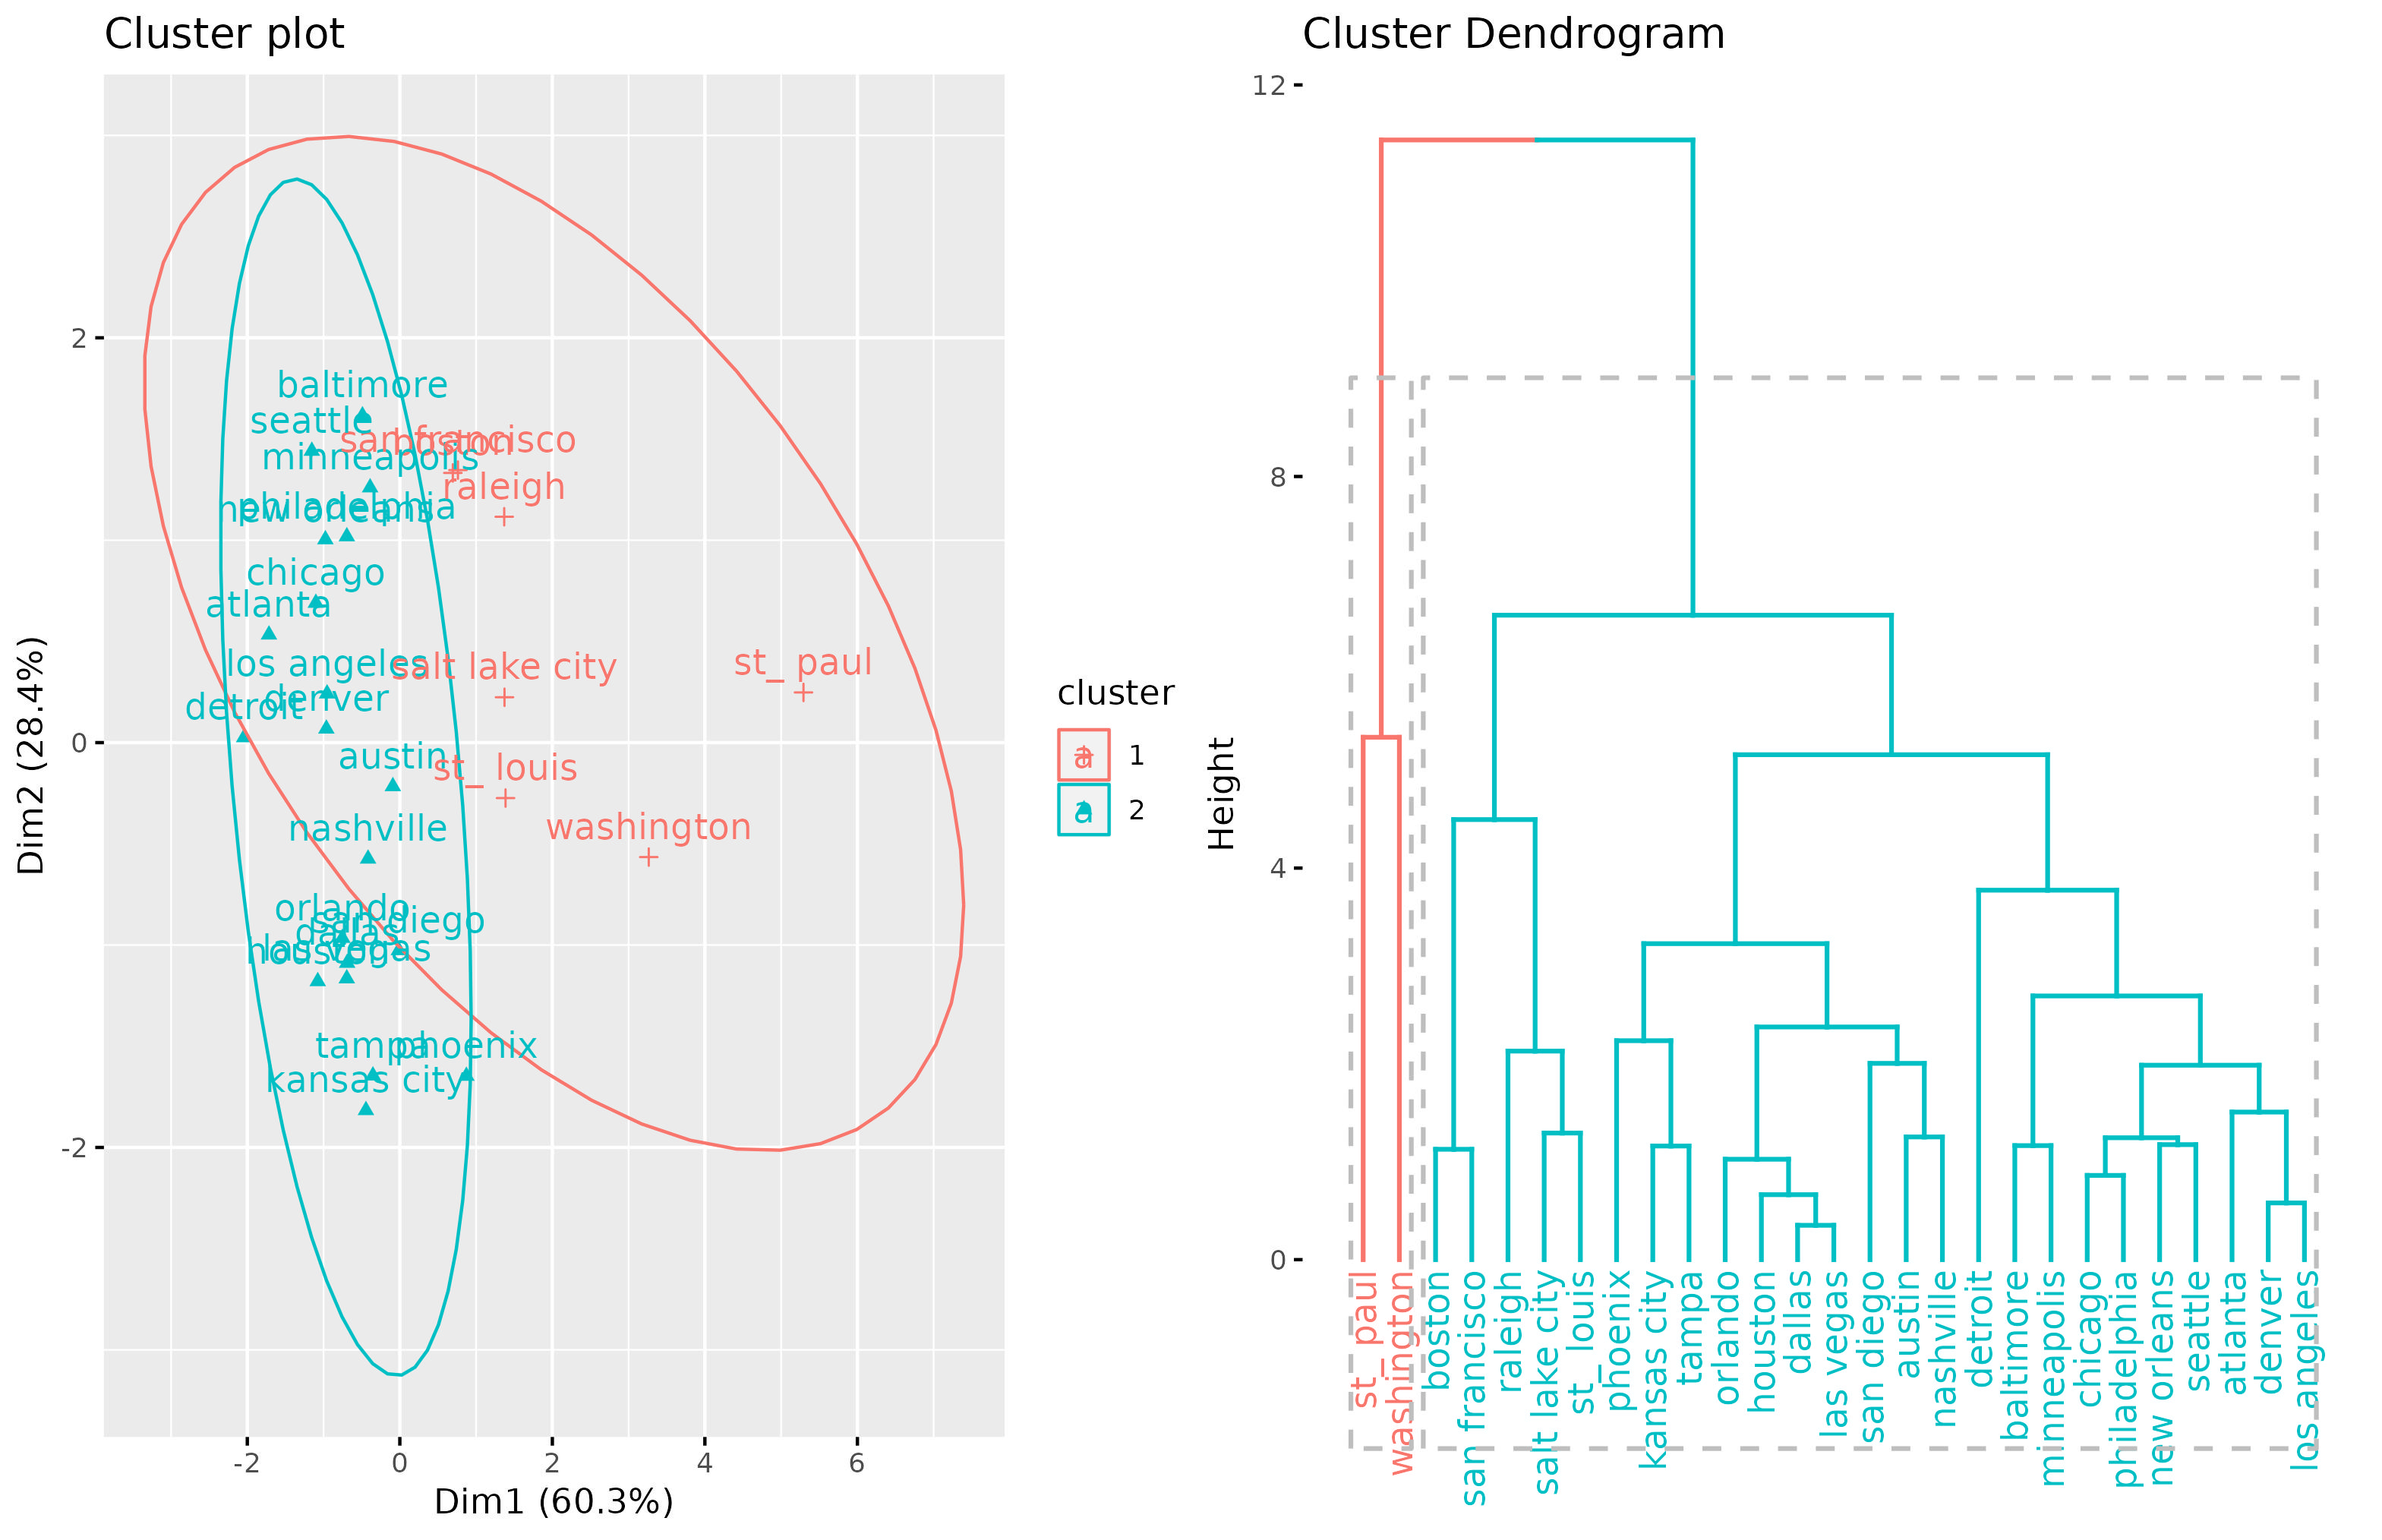 Cluster plot
Dim2 (28.4%)
2
0
-2
baltimore
seattle
san francisco
boston
minneapolis
raleigh
philadelphia
new orleans
chicago
atlanta
los angeles
salt lake city
st_ paul
denver
detroit
austin
st_ louis
nashville
washington
orlando
san diego
dallas
las vegas
houston
tampa
phoenix
kansas city
-2
0
2
4
6
Dim1 (60.3%)
cluster
a 1
a 2
Cluster Dendrogram
Height
12
8
4
0
st_ paul
washington
boston
san francisco
raleigh
salt lake city
st_ louis
phoenix
kansas city
tampa
orlando
houston
dallas
las vegas
san diego
austin
nashville
detroit
baltimore
minneapolis
chicago
philadelphia
new orleans
seattle
atlanta
denver
los angeles